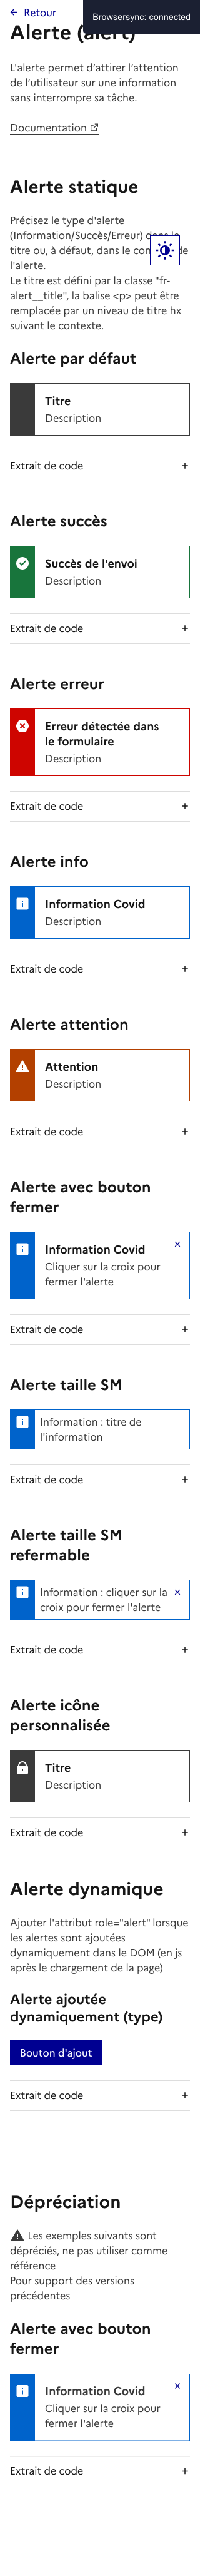 Retour
Browsersync: connected
Alerte (alert)
L'alerte permet d’attirer l’attention
de l’utilisateur sur une information
sans interrompre sa tâche.
Documentation
Alerte statique
Précisez le type d'alerte
(Information/Succès/Erreur) dans le
titre ou, à défaut, dans le de
l'alerte.
Le titre est défini par la classe "fr-
alert__title", la balise <p> peut être
remplacée par un niveau de titre hx
suivant le contexte.
Alerte par défaut
Titre
Description
Extrait de code
Alerte succès
Succès de l'envoi
Description
Extrait de code
Alerte erreur
Erreur détectée dans
le formulaire
Description
Extrait de code
Alerte info
Information Covid
Description
Extrait de code
Alerte attention
Attention
Description
Extrait de code
Alerte avec bouton
fermer
Information Covid
Cliquer sur la croix pour
fermer l'alerte
Extrait de code
Alerte taille SM
Information : titre de
l'information
Extrait de code
Alerte taille SM
refermable
Information : cliquer sur la
croix pour fermer l'alerte
Extrait de code
Alerte icône
personnalisée
Titre
Description
Extrait de code
Alerte dynamique
Ajouter l'attribut role="alert" lorsque
les alertes sont ajoutées
dynamiquement dans le DOM (en js
après le chargement de la page)
Alerte ajoutée
dynamiquement (type)
Bouton d'ajout
Extrait de code
Dépréciation
Les exemples suivants sont
dépréciés, ne pas utiliser comme
référence
Pour support des versions
précédentes
Alerte avec bouton
fermer
Information Covid
Cliquer sur la croix pour
fermer l'alerte
Extrait de code